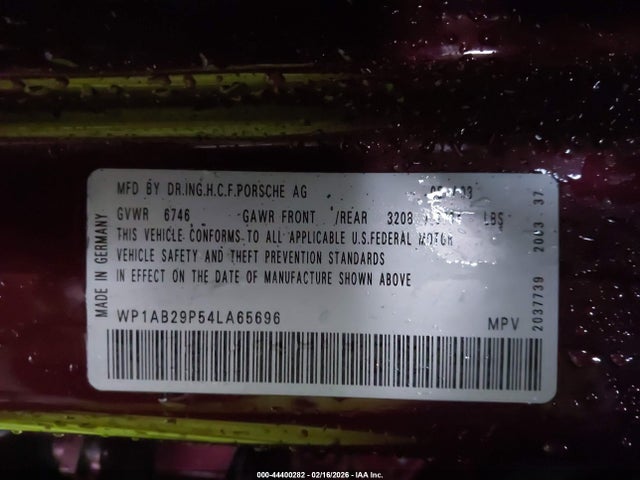 MFD BY DR.ING.H.C.F.PORSCHE AG
GVWR 6746 GAWR FRONT /REAR 3208 LBS
THIS VEHICLE CONFORMS TO ALL APPLICABLE U.S.FEDERAL MOTOR
VEHICLE SAFETY AND THEFT PREVENTION STANDARDS
IN EFFECT ON THE DATE OF MANUFACTURE SHOWN ABOVE
WP1AB29P54LA65696 MPV
MADE IN GERMANY
2037739 37
000-44400282 - 02/16/2026 - IAA Inc.